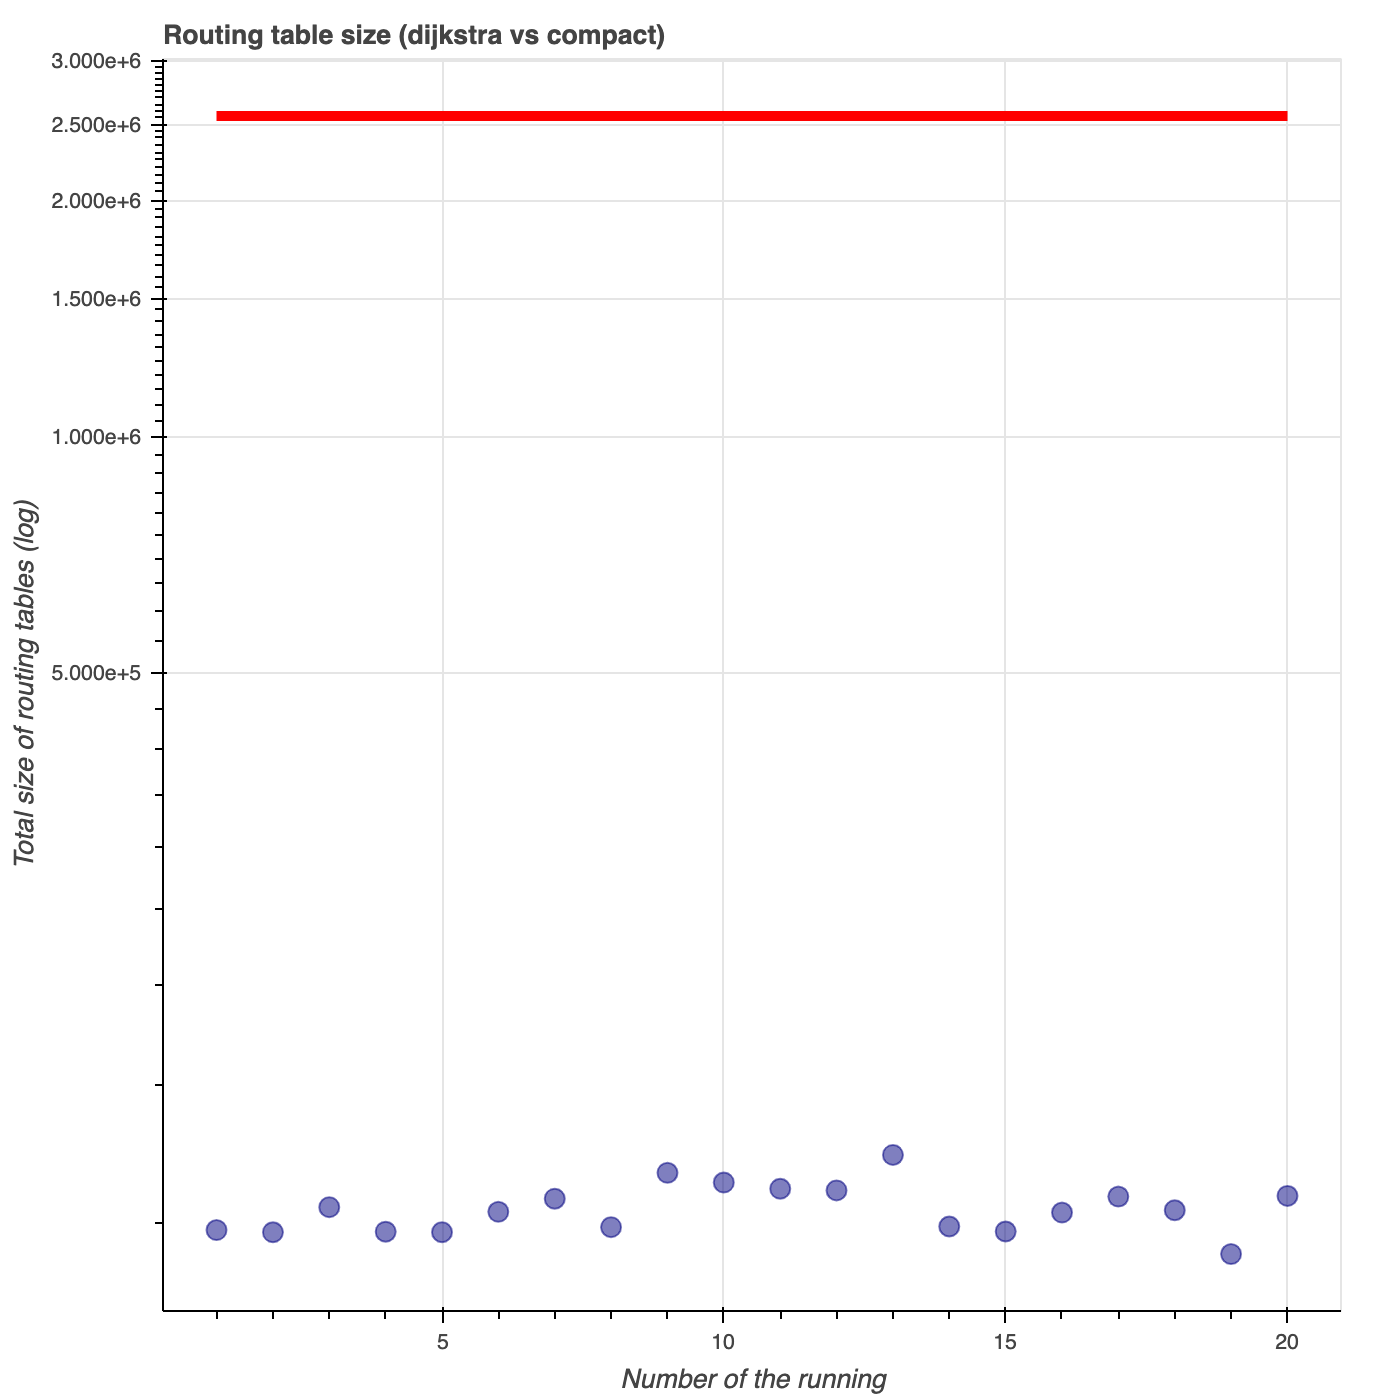 Routing table size (dijkstra vs compact)
3.000e+6
2.500e+6
2.000e+6
1.500e+6
1.000e+6
5.000e+5
Total size of routing tables (log)
5
10
15
20
Number of the running